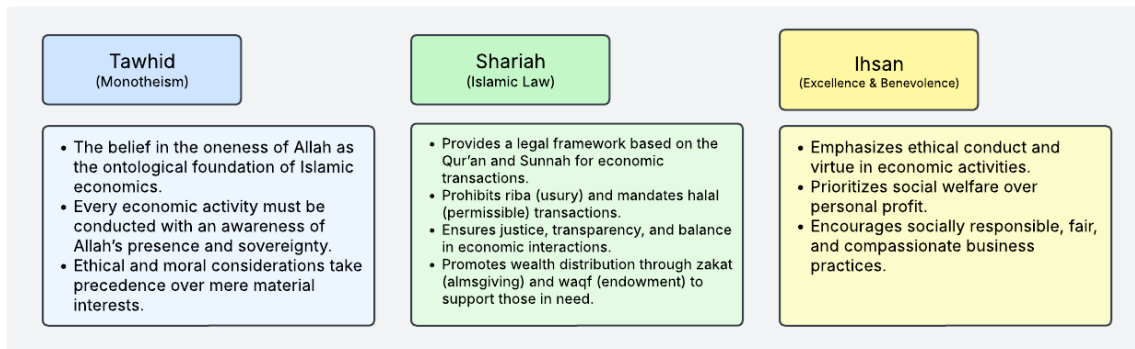 Tawhid
(Monotheism)
• The belief in the oneness of Allah as
the ontological foundation of Islamic
economics.
• Every economic activity must be
conducted with an awareness of
Allah's presence and sovereignty.
• Ethical and moral considerations take
precedence over mere material
interests.
Shariah
(Islamic Law)
• Provides a legal framework based on the
Qur'an and Sunnah for economic
transactions.
• Prohibits riba (usury) and mandates halal
(permissible) transactions.
• Ensures justice, transparency, and balance
in economic interactions.
• Promotes wealth distribution through zakat
(almsgiving) and waqf (endowment) to
support those in need.
Ihsan
(Excellence & Benevolence)
• Emphasizes ethical conduct and
virtue in economic activities.
• Prioritizes social welfare over
personal profit.
• Encourages socially responsible, fair,
and compassionate business
practices.